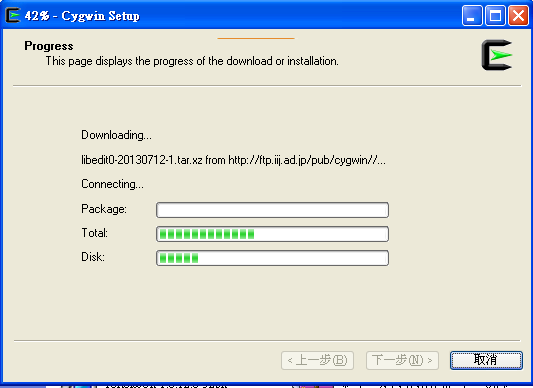 42% - Cygwin Setup
Progress
This page displays the progress of the download or installation.
Downloading...
libedit0-20130712-1.tar.xz from http://ftp.iij.ad.jp/pub/cygwin//...
Connecting...
Package:
Total:
Disk:
< 上一步(B)
下一步(N) >
取消